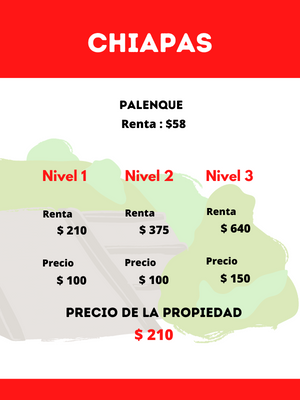 CHIAPAS
PALENQUE
Renta : $58
Nivel 1 Nivel 2 Nivel 3
Renta Renta Renta
$ 210 $ 375 $ 640
Precio Precio Precio
$ 100 $ 100 $ 150
PRECIO DE LA PROPIEDAD
$ 210